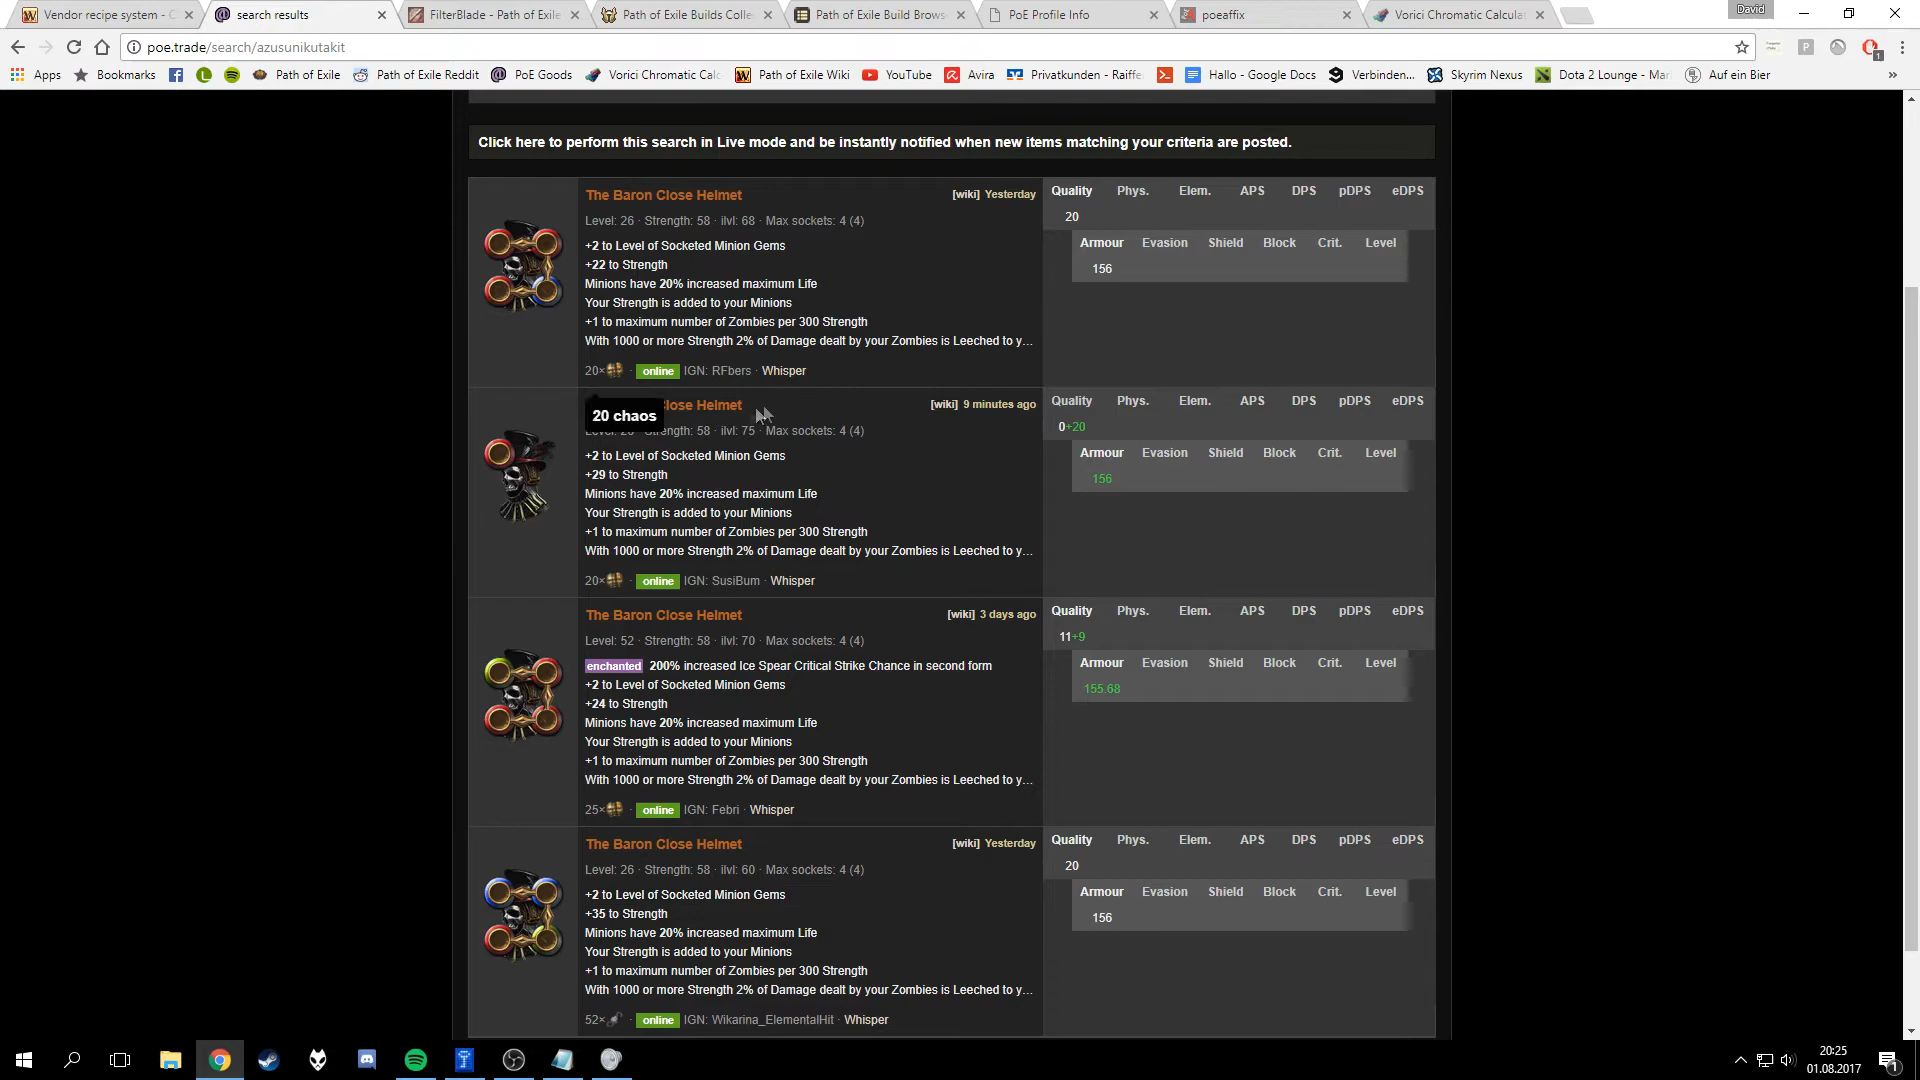 Vendor recipe system - C
search results
FilterBlade - Path of Exile
Path of Exile Builds Colle
Path of Exile Build Brows
PoE Profile Info
poeaffix
Vorici Chromatic Calcula
David
poe.trade/search/azusunikutakit
Apps
Bookmarks
Path of Exile
Path of Exile Reddit
PoE Goods
Vorici Chromatic Calc
Path of Exile Wiki
YouTube
Avira
Privatkunden - Raiffe
Hallo - Google Docs
Verbinden...
Skyrim Nexus
Dota 2 Lounge - Mar
Auf ein Bier
Click here to perform this search in Live mode and be instantly notified when new items matching your criteria are posted.
The Baron Close Helmet
[wiki] Yesterday
Level: 26 · Strength: 58 · ilvl: 68 · Max sockets: 4 (4)
+2 to Level of Socketed Minion Gems
+22 to Strength
Minions have 20% increased maximum Life
Your Strength is added to your Minions
+1 to maximum number of Zombies per 300 Strength
With 1000 or more Strength 2% of Damage dealt by your Zombies is Leeched to y...
20× · online IGN: RFbers · Whisper
Quality Phys. Elem. APS DPS pDPS eDPS
20
Armour Evasion Shield Block Crit. Level
156
20 chaos
Close Helmet
[wiki] 9 minutes ago
Level: 26 · Strength: 58 · ilvl: 75 · Max sockets: 4 (4)
+2 to Level of Socketed Minion Gems
+29 to Strength
Minions have 20% increased maximum Life
Your Strength is added to your Minions
+1 to maximum number of Zombies per 300 Strength
With 1000 or more Strength 2% of Damage dealt by your Zombies is Leeched to y...
20× · online IGN: SusiBum · Whisper
Quality Phys. Elem. APS DPS pDPS eDPS
0+20
Armour Evasion Shield Block Crit. Level
156
The Baron Close Helmet
[wiki] 3 days ago
Level: 52 · Strength: 58 · ilvl: 70 · Max sockets: 4 (4)
enchanted 200% increased Ice Spear Critical Strike Chance in second form
+2 to Level of Socketed Minion Gems
+24 to Strength
Minions have 20% increased maximum Life
Your Strength is added to your Minions
+1 to maximum number of Zombies per 300 Strength
With 1000 or more Strength 2% of Damage dealt by your Zombies is Leeched to y...
25× · online IGN: Febri · Whisper
Quality Phys. Elem. APS DPS pDPS eDPS
11+9
Armour Evasion Shield Block Crit. Level
155.68
The Baron Close Helmet
[wiki] Yesterday
Level: 26 · Strength: 58 · ilvl: 60 · Max sockets: 4 (4)
+2 to Level of Socketed Minion Gems
+35 to Strength
Minions have 20% increased maximum Life
Your Strength is added to your Minions
+1 to maximum number of Zombies per 300 Strength
With 1000 or more Strength 2% of Damage dealt by your Zombies is Leeched to y...
52× · online IGN: Wikarina_ElementalHit · Whisper
Quality Phys. Elem. APS DPS pDPS eDPS
20
Armour Evasion Shield Block Crit. Level
156
20:25
01.08.2017